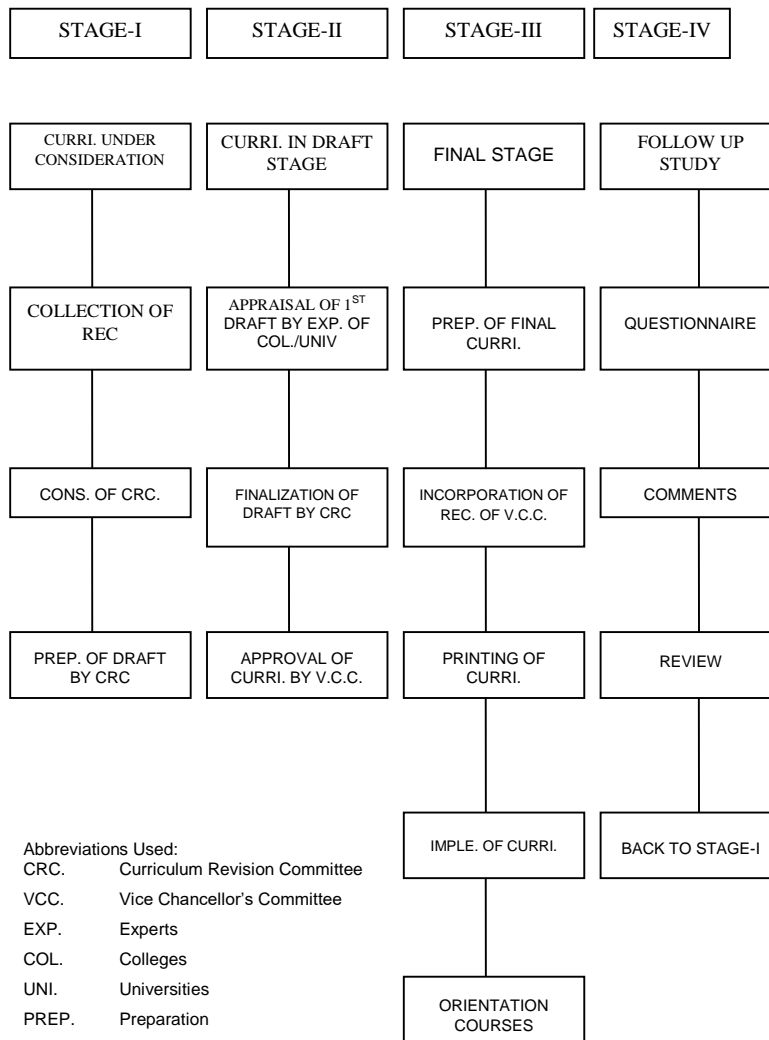 STAGE-I
STAGE-II
STAGE-III
STAGE-IV
CURRI. UNDER
CONSIDERATION
CURRI. IN DRAFT
STAGE
FINAL STAGE
FOLLOW UP
STUDY
COLLECTION OF
REC
APPRAISAL OF 1ST
DRAFT BY EXP. OF
COL./UNIV
PREP. OF FINAL
CURRI.
QUESTIONNAIRE
CONS. OF CRC.
FINALIZATION OF
DRAFT BY CRC
INCORPORATION OF
REC. OF V.C.C.
COMMENTS
PREP. OF DRAFT
BY CRC
APPROVAL OF
CURRI. BY V.C.C.
PRINTING OF
CURRI.
REVIEW
IMPLE. OF CURRI.
BACK TO STAGE-I
ORIENTATION
COURSES
Abbreviations Used:
CRC. Curriculum Revision Committee
VCC. Vice Chancellor's Committee
EXP. Experts
COL. Colleges
UNI. Universities
PREP. Preparation